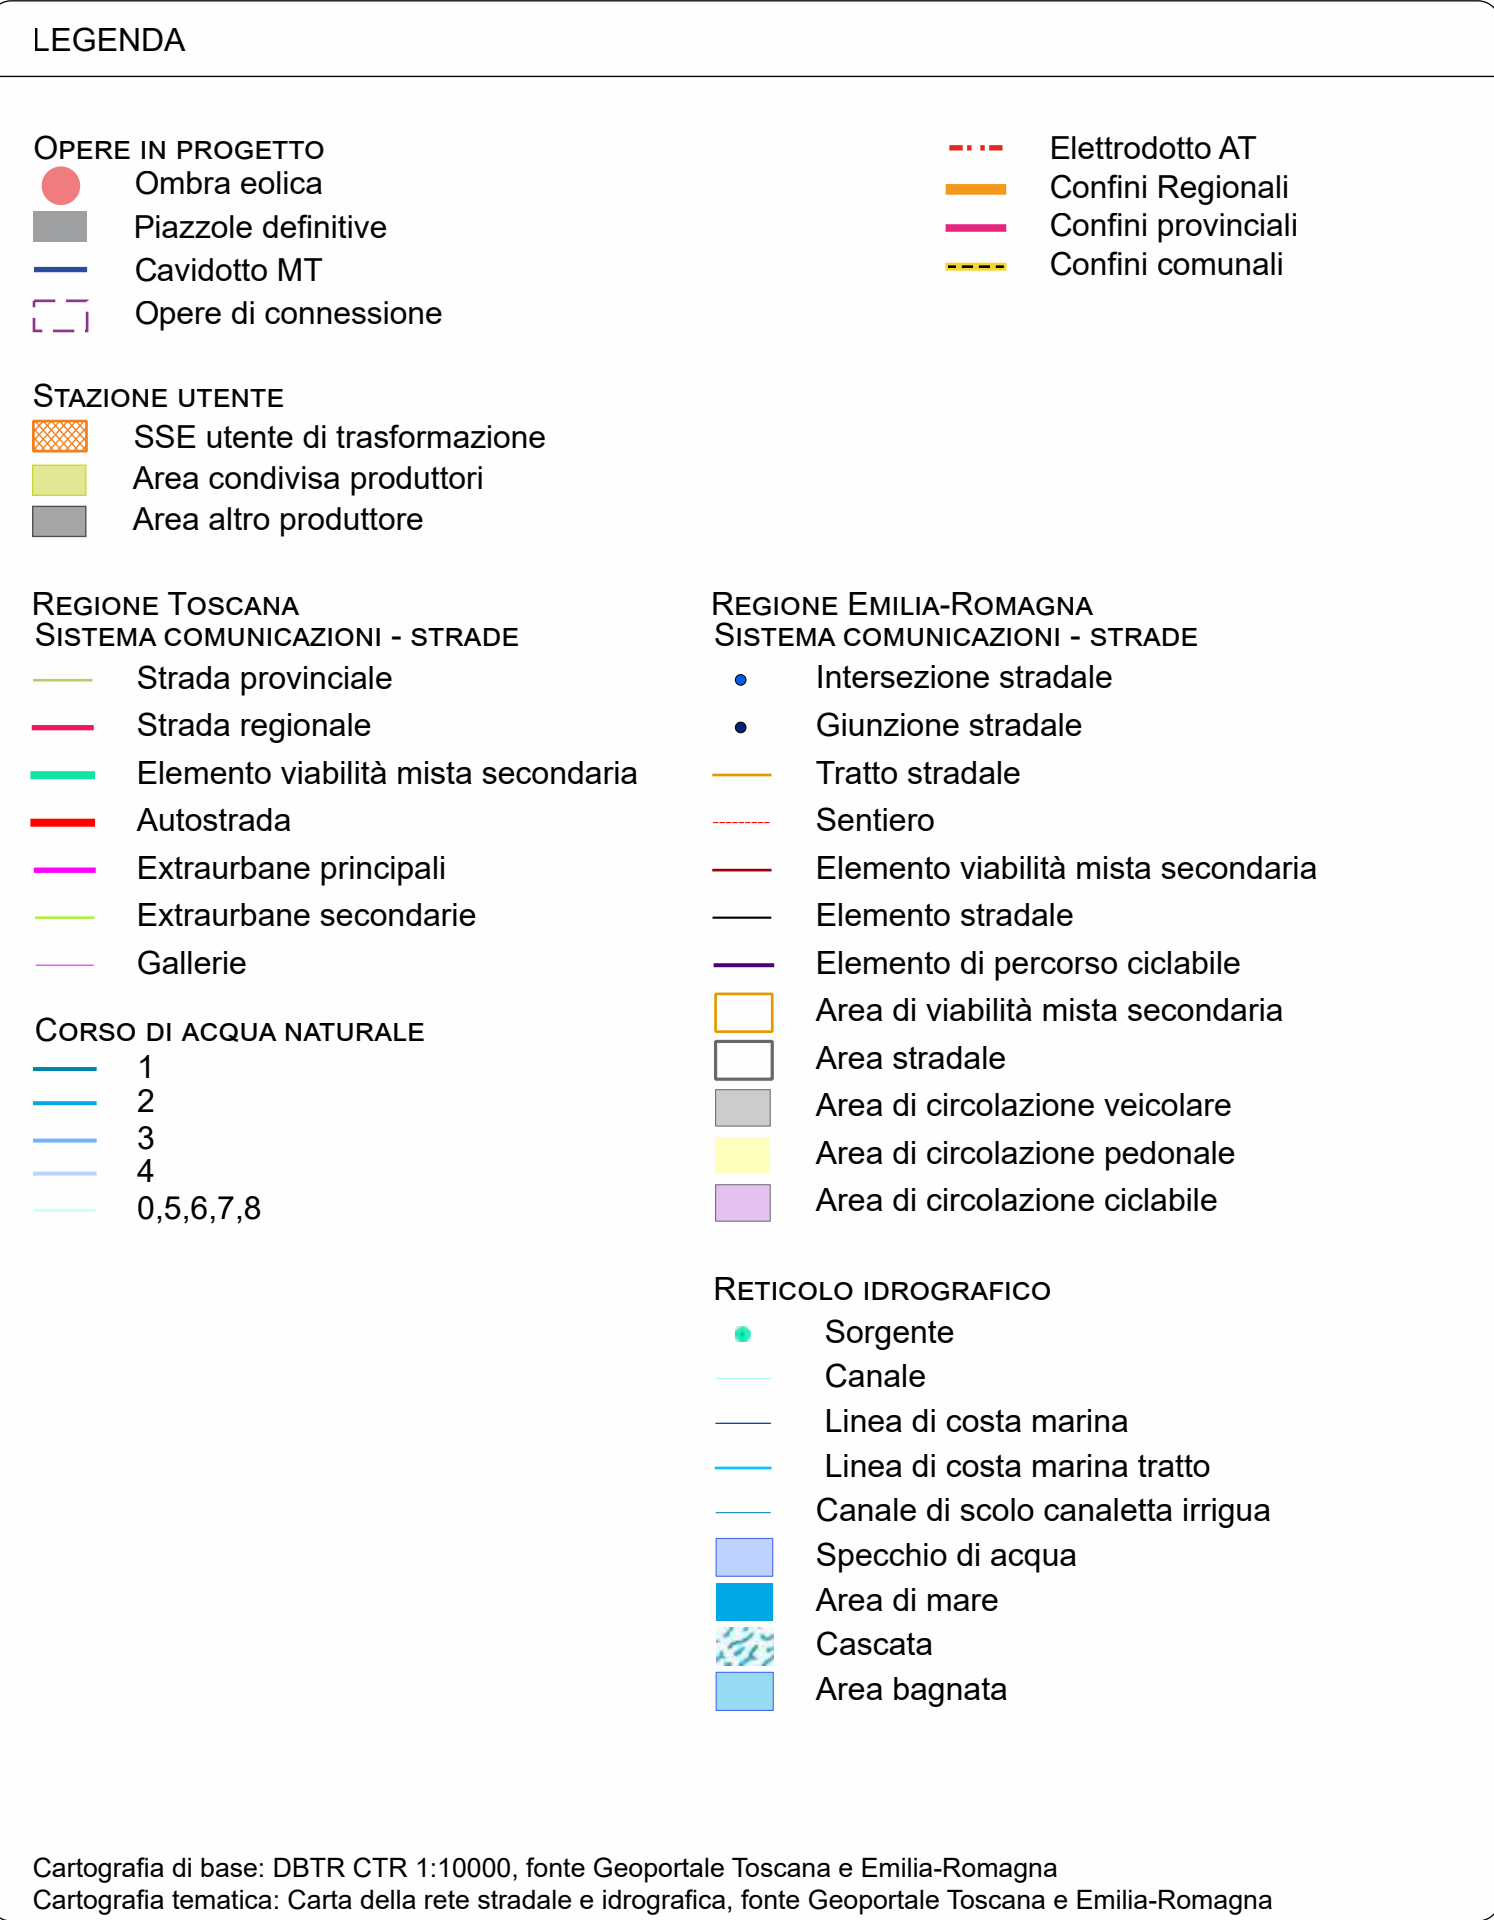 LEGENDA
OPERE IN PROGETTO
Ombra eolica
Piazzole definitive
Cavidotto MT
Opere di connessione
Elettrodotto AT
Confini Regionali
Confini provinciali
Confini comunali
STAZIONE UTENTE
SSE utente di trasformazione
Area condivisa produttori
Area altro produttore
REGIONE TOSCANA
SISTEMA COMUNICAZIONI - STRADE
Strada provinciale
Strada regionale
Elemento viabilità mista secondaria
Autostrada
Extraurbane principali
Extraurbane secondarie
Gallerie
CORSO DI ACQUA NATURALE
1
2
3
4
0,5,6,7,8
REGIONE EMILIA-ROMAGNA
SISTEMA COMUNICAZIONI - STRADE
Intersezione stradale
Giunzione stradale
Tratto stradale
Sentiero
Elemento viabilità mista secondaria
Elemento stradale
Elemento di percorso ciclabile
Area di viabilità mista secondaria
Area stradale
Area di circolazione veicolare
Area di circolazione pedonale
Area di circolazione ciclabile
RETICOLO IDROGRAFICO
Sorgente
Canale
Linea di costa marina
Linea di costa marina tratto
Canale di scolo canaletta irrigua
Specchio di acqua
Area di mare
Cascata
Area bagnata
Cartografia di base: DBTR CTR 1:10000, fonte Geoportale Toscana e Emilia-Romagna
Cartografia tematica: Carta della rete stradale e idrografica, fonte Geoportale Toscana e Emilia-Romagna